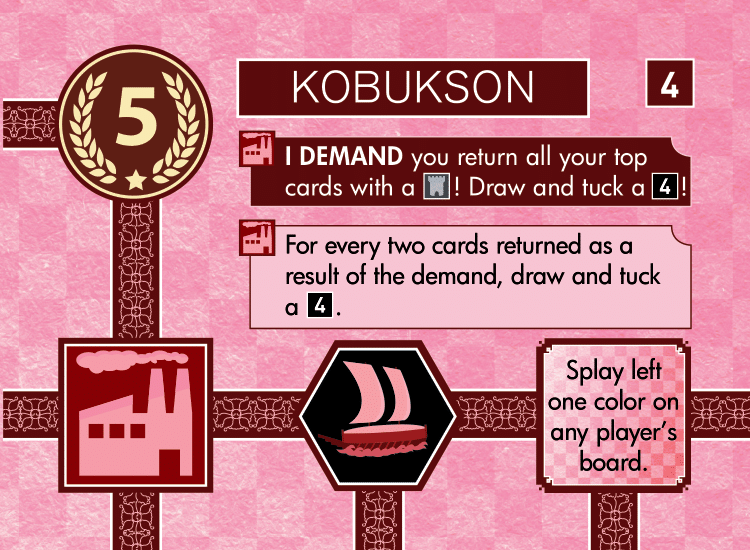 5
KOBUKSON
4
I DEMAND you return all your top
cards with a ! Draw and tuck a 4!
For every two cards returned as a
result of the demand, draw and tuck
a 4.
Splay left
one color on
any player's
board.